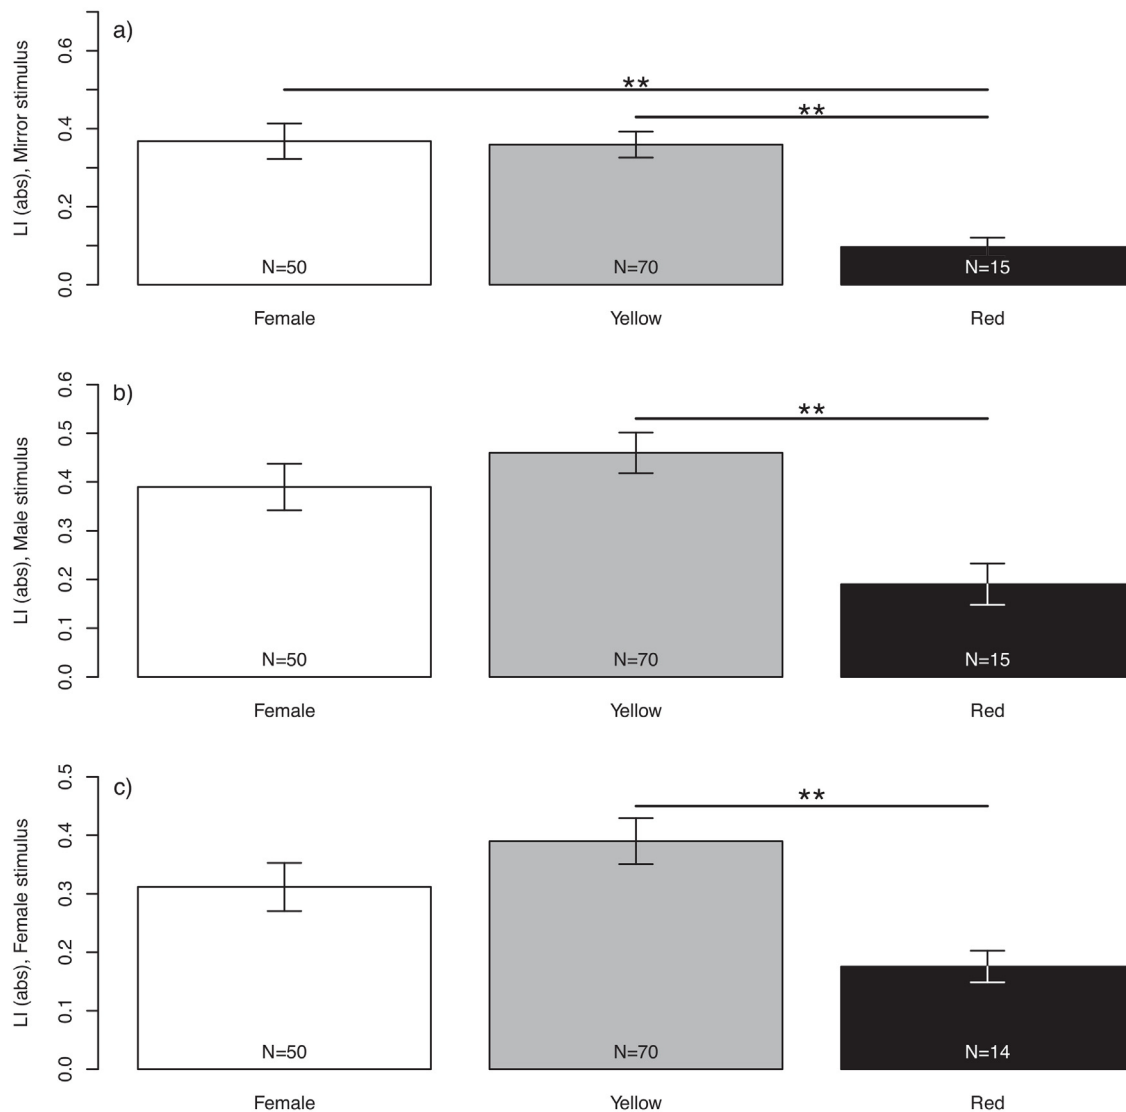 a)
LI (abs), Mirror stimulus
0.6
0.4
0.2
0.0
**
**
N=50
N=70
N=15
Female
Yellow
Red
b)
LI (abs), Male stimulus
0.6
0.5
0.4
0.3
0.2
0.1
0.0
**
N=50
N=70
N=15
Female
Yellow
Red
c)
LI (abs), Female stimulus
0.5
0.4
0.3
0.2
0.1
0.0
**
N=50
N=70
N=14
Female
Yellow
Red